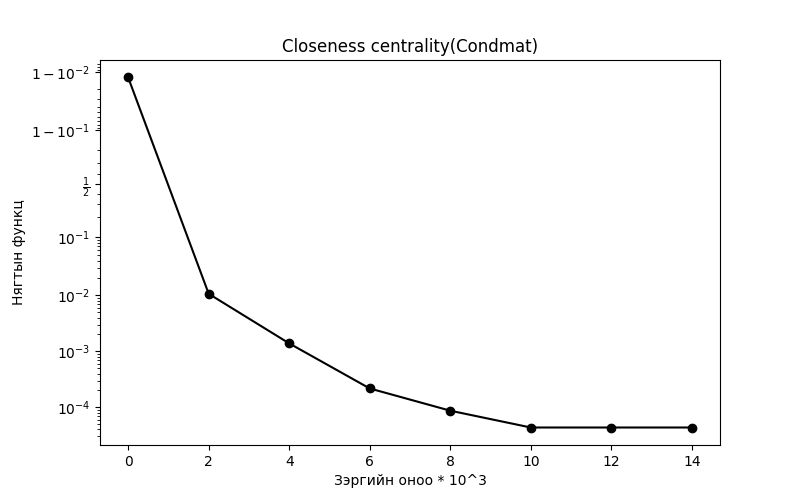 Closeness centrality(Condmat)
Нягтын функц
1 − 10⁻²
1 − 10⁻¹
½
10⁻¹
10⁻²
10⁻³
10⁻⁴
0 2 4 6 8 10 12 14
Зэргийн оноо * 10^3